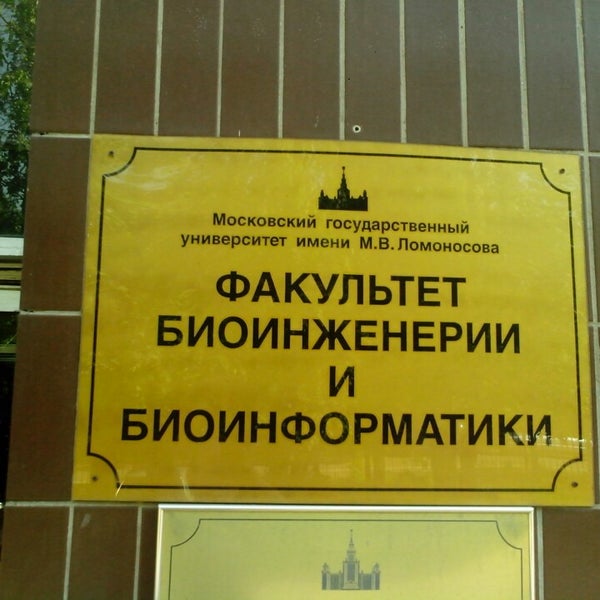 Московский государственный
университет имени М.В.Ломоносова
ФАКУЛЬТЕТ
БИОИНЖЕНЕРИИ
И
БИОИНФОРМАТИКИ